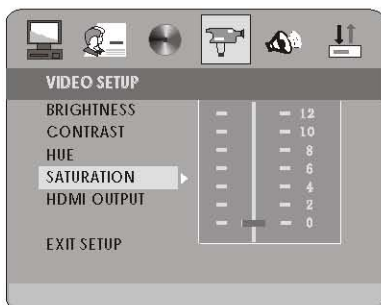 VIDEO SETUP
BRIGHTNESS
CONTRAST
HUE
SATURATION
HDMI OUTPUT
EXIT SETUP
12
10
8
6
4
2
0